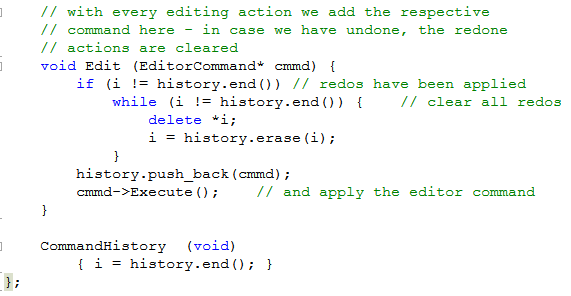 // with every editing action we add the respective
// command here - in case we have undone, the redone
// actions are cleared
void Edit (EditorCommand* cmmd) {
if (i != history.end()) // redos have been applied
while (i != history.end()) { // clear all redos
delete *i;
i = history.erase(i);
}
history.push_back(cmmd);
cmmd->Execute(); // and apply the editor command
}
CommandHistory (void)
{ i = history.end(); }
};